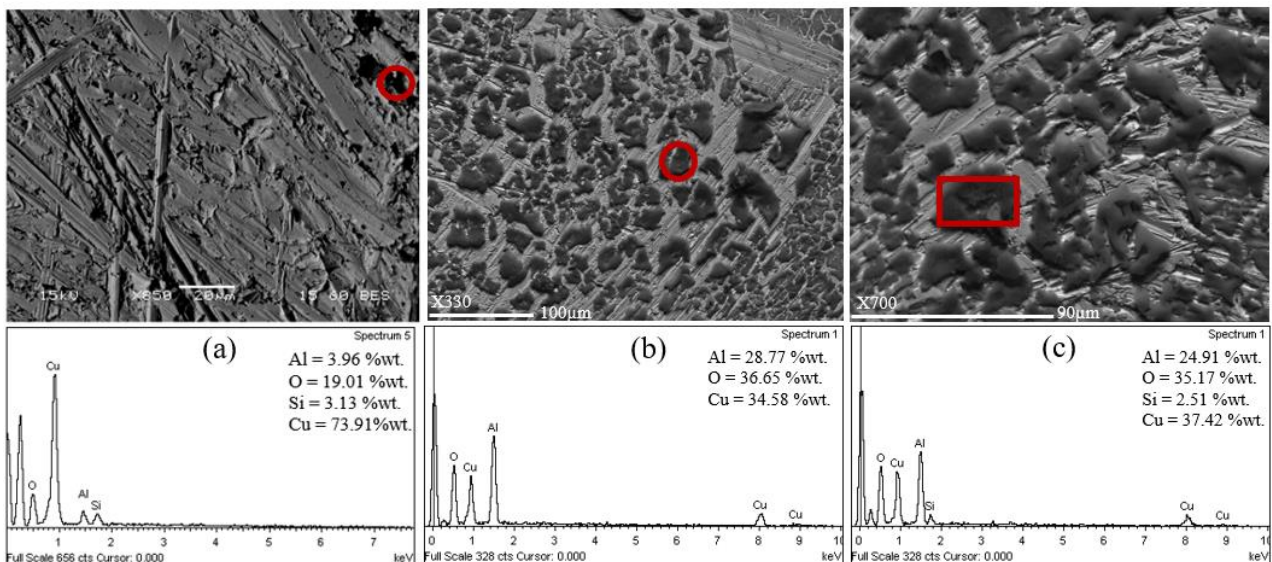 15kV X850 20µm 15 60 BES
X330
100µm
X700
90µm
(a)
Spectrum 5
Al = 3.96 %wt.
O = 19.01 %wt.
Si = 3.13 %wt.
Cu = 73.91%wt.
Cu
O
Al
Si
0 1 2 3 4 5 6 7
Full Scale 656 cts Cursor: 0.000 keV
(b)
Spectrum 1
Al = 28.77 %wt.
O = 36.65 %wt.
Cu = 34.58 %wt.
Al
O
Cu
Cu
Cu
0 1 2 3 4 5 6 7 8 9 10
Full Scale 328 cts Cursor: 0.000 keV
(c)
Spectrum 1
Al = 24.91 %wt.
O = 35.17 %wt.
Si = 2.51 %wt.
Cu = 37.42 %wt.
Al
O
Cu
Si
Cu
Cu
0 1 2 3 4 5 6 7 8 9 10
Full Scale 328 cts Cursor: 0.000 keV